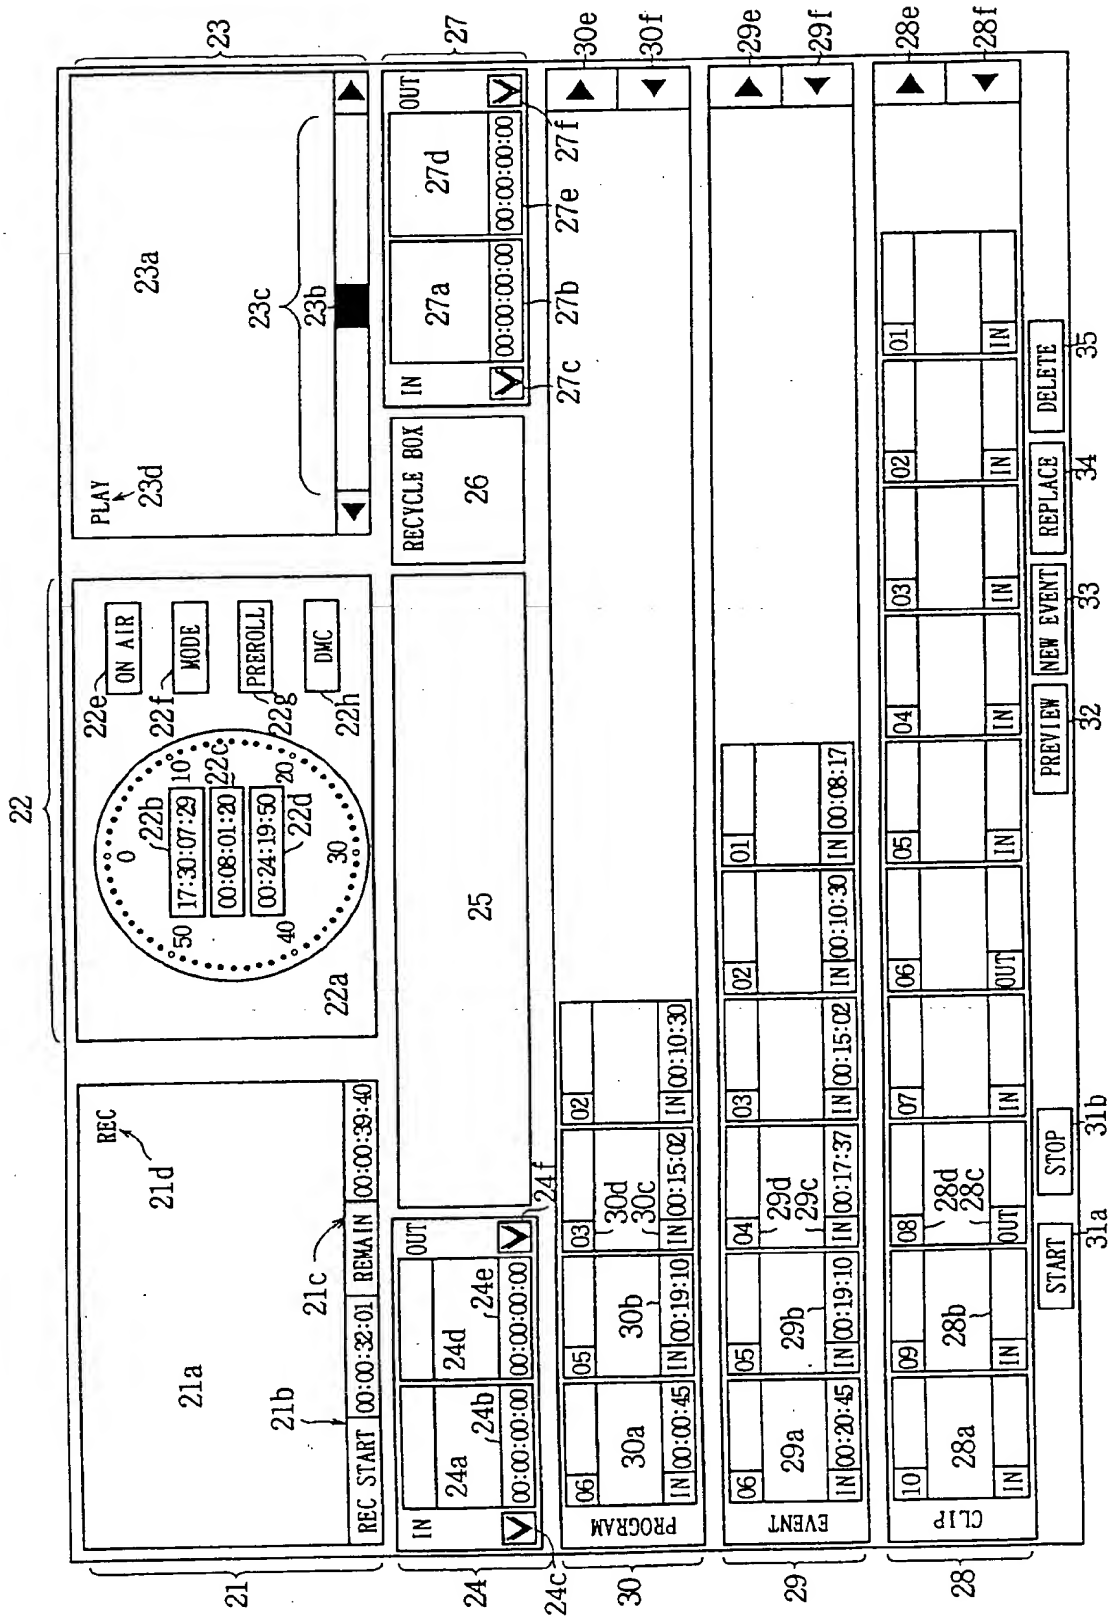 22
23
21
REC
21d
21a
21b
21c
REC START 00:00:32:01 REMAIN 00:00:39:40
22a
0
10
20
30
40
50
22b
17:30:07:29
22c
00:08:01:20
00:24:19:50
22d
22e
ON AIR
22f
MODE
22g
PREROLL
22h
DMC
PLAY
23d
23a
23c
23b
24
IN
24a
24b
00:00:00:00
24d
24e
00:00:00:00
OUT
24c
24f
25
RECYCLE BOX
26
27
IN
27a
00:00:00:00
27d
00:00:00:00
OUT
27c
27b
27e
27f
30
PROGRAM
06
30a
IN 00:00:45
05
30b
IN 00:19:10
03
30d
30c
IN 00:15:02
02
IN 00:10:30
30e
30f
29
EVENT
06
29a
IN 00:20:45
05
29b
IN 00:19:10
04
29d
29c
IN 00:17:37
03
IN 00:15:02
02
IN 00:10:30
01
IN 00:08:17
29e
29f
28
CLIP
10
28a
IN
09
28b
IN
08
28d
28c
OUT
07
IN
06
OUT
05
IN
04
IN
03
IN
02
IN
01
IN
28e
28f
START
STOP
PREVIEW
NEW EVENT
REPLACE
DELETE
31a
31b
32
33
34
35